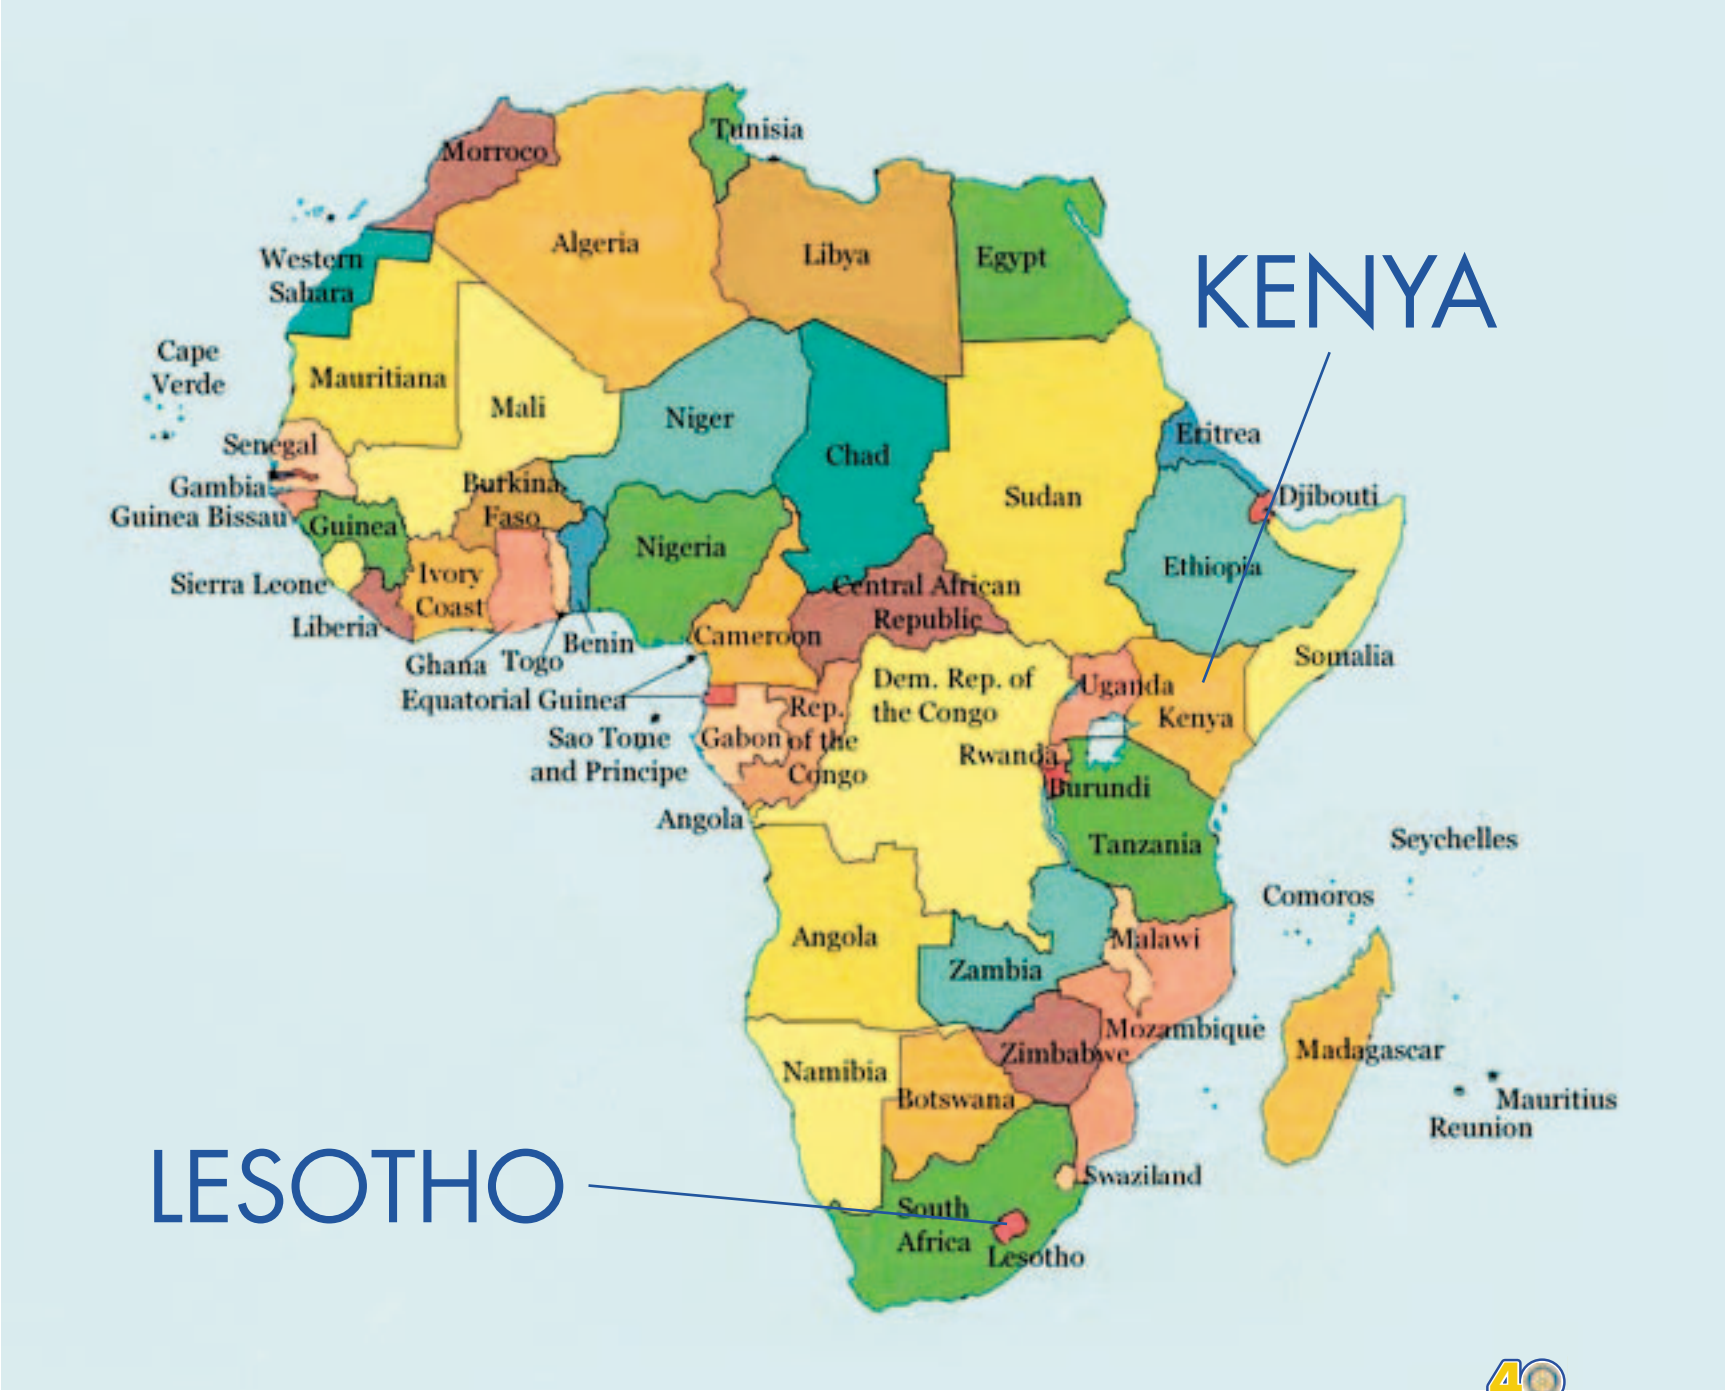 Tunisia
Morroco
Algeria
Libya
Egypt
Western
Sahara
KENYA
Cape
Verde
Mauritiana
Mali
Niger
Chad
Sudan
Eritrea
Senegal
Gambia
Guinea Bissau
Guinea
Burkina
Faso
Nigeria
Djibouti
Ethiopia
Sierra Leone
Ivory
Coast
Liberia
Ghana
Togo
Benin
Central African
Republic
Cameroon
Somalia
Equatorial Guinea
Dem. Rep. of
the Congo
Uganda
Kenya
Sao Tome
and Principe
Gabon
Rep.
of the
Congo
Rwanda
Burundi
Angola
Tanzania
Seychelles
Comoros
Angola
Zambia
Malawi
Mozambique
Zimbabwe
Madagascar
Namibia
Botswana
Mauritius
Reunion
LESOTHO
Swaziland
South
Africa
Lesotho
40